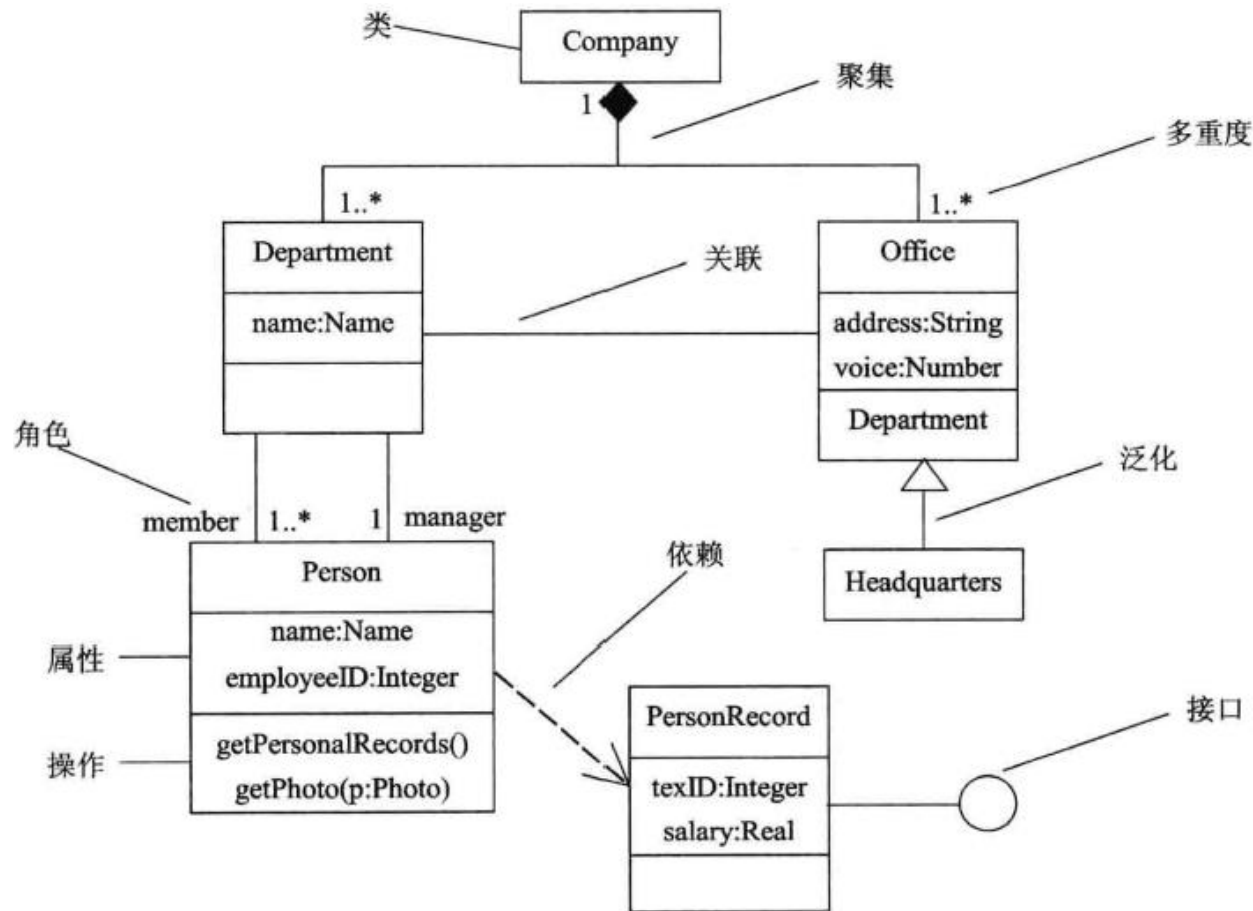 类
Company
1
聚集
多重度
1..*
1..*
Department
name:Name
关联
Office
address:String
voice:Number
Department
角色
member
1..*
1
manager
泛化
Headquarters
Person
name:Name
employeeID:Integer
getPersonalRecords()
getPhoto(p:Photo)
属性
操作
依赖
PersonRecord
texID:Integer
salary:Real
接口